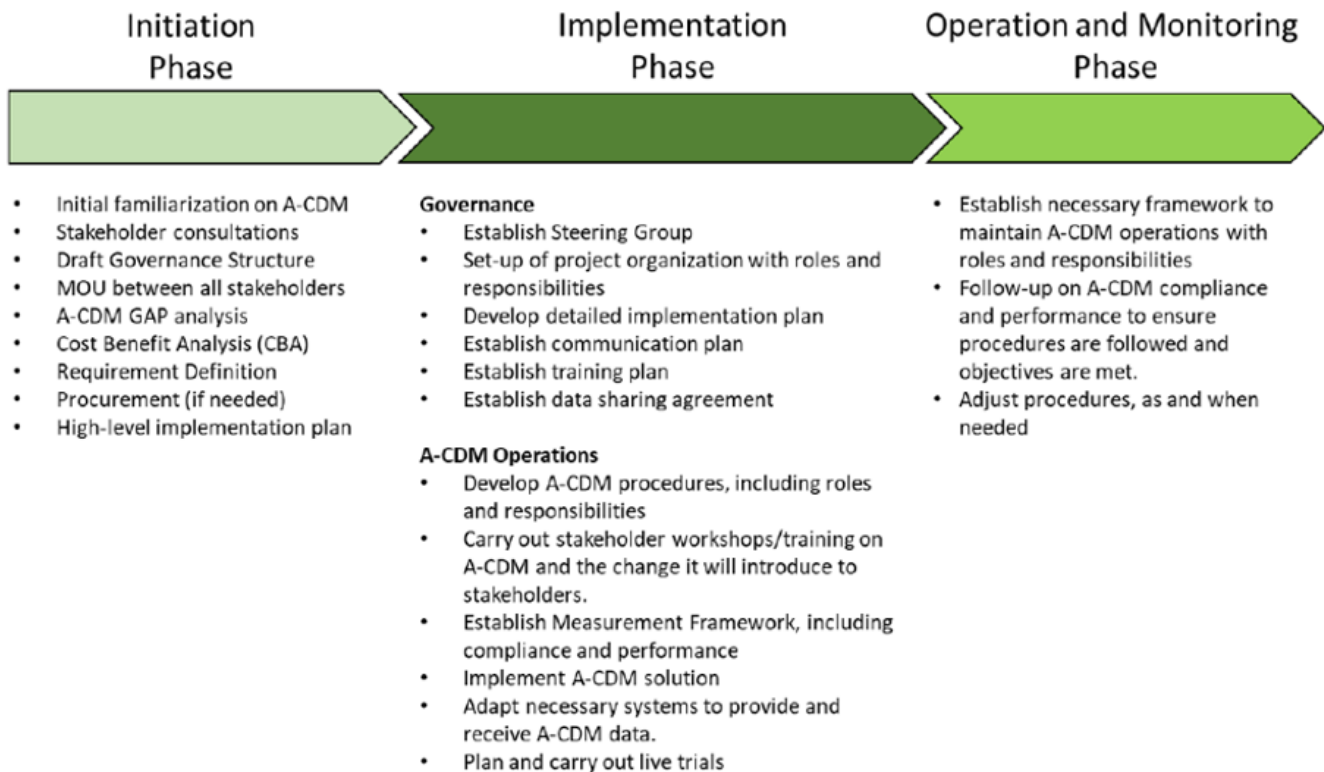 Initiation
Phase
Implementation
Phase
Operation and Monitoring
Phase
• Initial familiarization on A-CDM
• Stakeholder consultations
• Draft Governance Structure
• MOU between all stakeholders
• A-CDM GAP analysis
• Cost Benefit Analysis (CBA)
• Requirement Definition
• Procurement (if needed)
• High-level implementation plan
Governance
• Establish Steering Group
• Set-up of project organization with roles and
responsibilities
• Develop detailed implementation plan
• Establish communication plan
• Establish training plan
• Establish data sharing agreement
A-CDM Operations
• Develop A-CDM procedures, including roles
and responsibilities
• Carry out stakeholder workshops/training on
A-CDM and the change it will introduce to
stakeholders.
• Establish Measurement Framework, including
compliance and performance
• Implement A-CDM solution
• Adapt necessary systems to provide and
receive A-CDM data.
• Plan and carry out live trials
• Establish necessary framework to
maintain A-CDM operations with
roles and responsibilities
• Follow-up on A-CDM compliance
and performance to ensure
procedures are followed and
objectives are met.
• Adjust procedures, as and when
needed